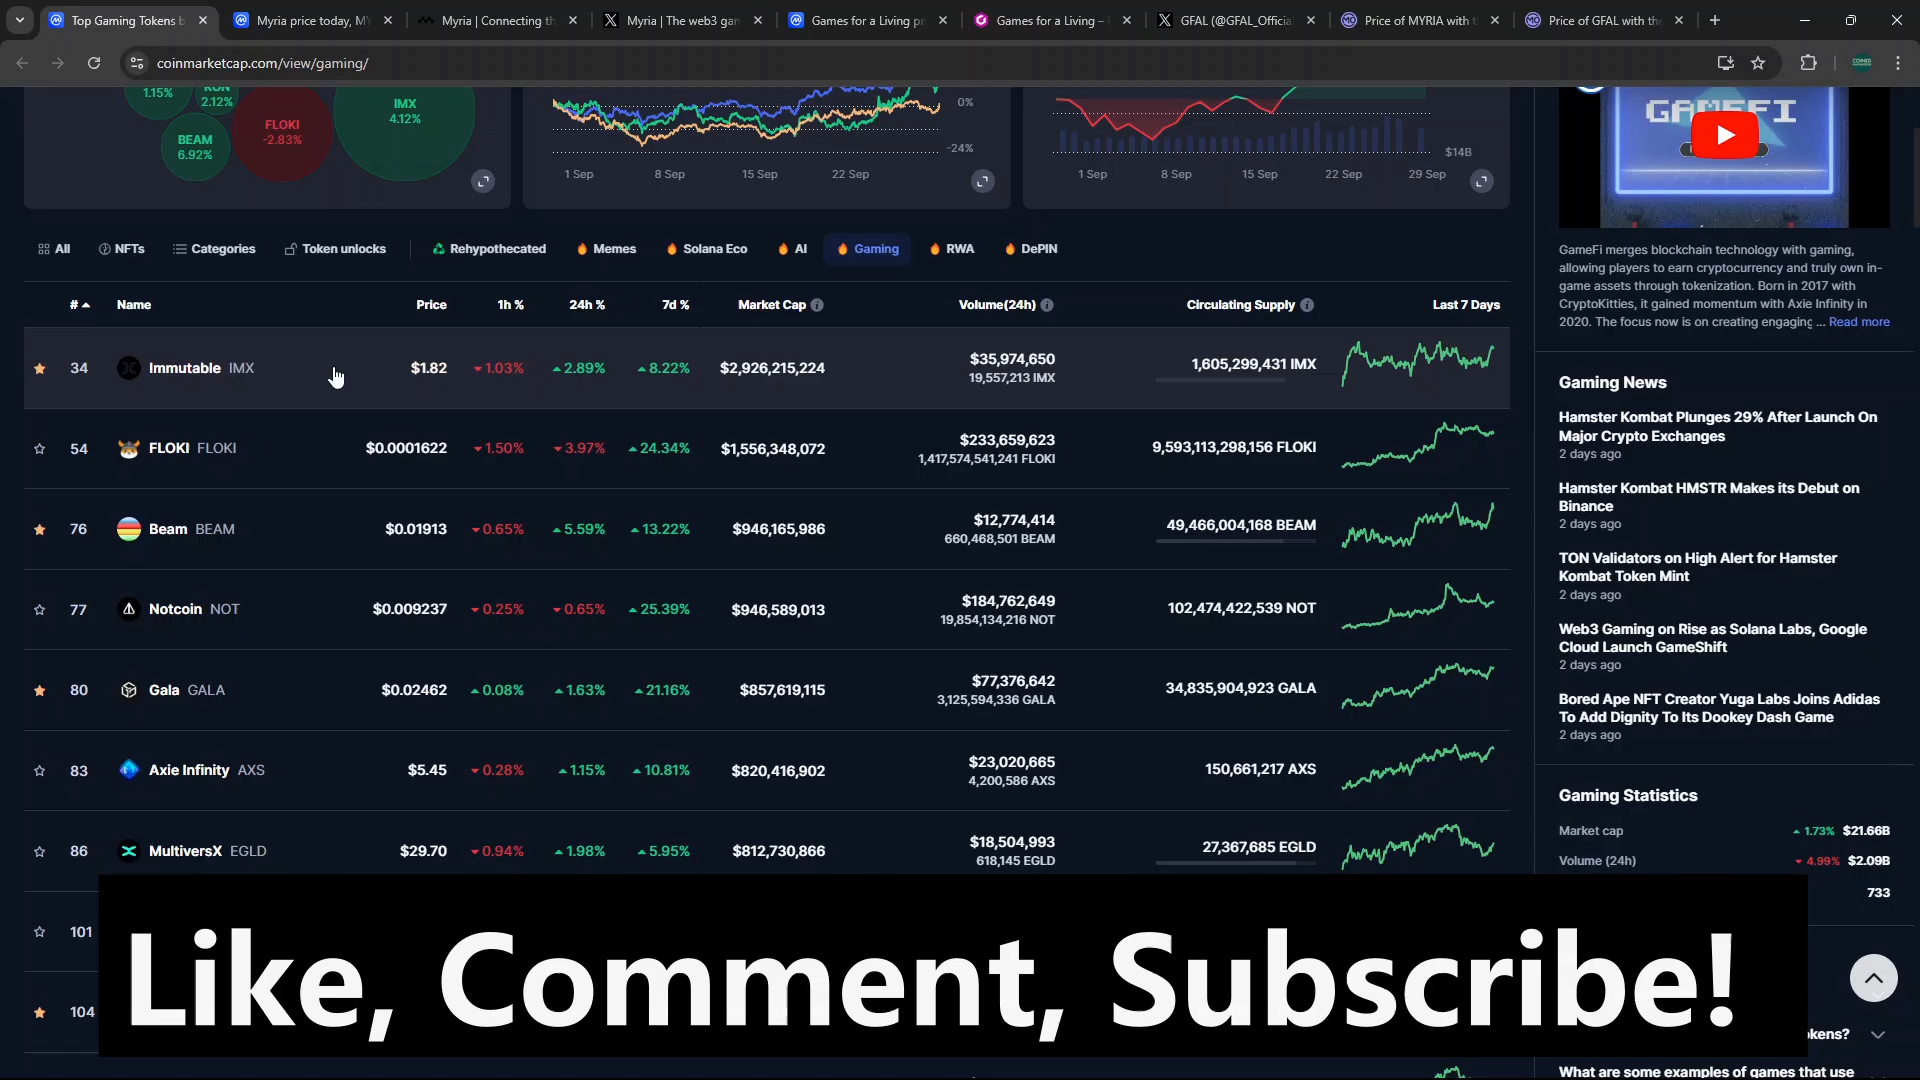 Top Gaming Tokens b
Myria price today, MY
Myria | Connecting th
Myria | The web3 gam
Games for a Living pr
Games for a Living –
GFAL (@GFAL_Officia
Price of MYRIA with t
Price of GFAL with the
coinmarketcap.com/view/gaming/
1.15%
RON
2.12%
IMX
4.12%
FLOKI
-2.83%
BEAM
6.92%
0%
-24%
1 Sep 8 Sep 15 Sep 22 Sep
$14B
1 Sep 8 Sep 15 Sep 22 Sep 29 Sep
GAMEFI
All NFTs Categories Token unlocks Rehypothecated Memes Solana Eco AI Gaming RWA DePIN
# Name Price 1h % 24h % 7d % Market Cap Volume(24h) Circulating Supply Last 7 Days
34 Immutable IMX $1.82 1.03% 2.89% 8.22% $2,926,215,224 $35,974,650 1,605,299,431 IMX
19,557,213 IMX
54 FLOKI FLOKI $0.0001622 1.50% 3.97% 24.34% $1,556,348,072 $233,659,623 9,593,113,298,156 FLOKI
1,417,574,541,241 FLOKI
76 Beam BEAM $0.01913 0.65% 5.59% 13.22% $946,165,986 $12,774,414 49,466,004,168 BEAM
660,468,501 BEAM
77 Notcoin NOT $0.009237 0.25% 0.65% 25.39% $946,589,013 $184,762,649 102,474,422,539 NOT
19,854,134,216 NOT
80 Gala GALA $0.02462 0.08% 1.63% 21.16% $857,619,115 $77,376,642 34,835,904,923 GALA
3,125,594,336 GALA
83 Axie Infinity AXS $5.45 0.28% 1.15% 10.81% $820,416,902 $23,020,665 150,661,217 AXS
4,200,586 AXS
86 MultiversX EGLD $29.70 0.94% 1.98% 5.95% $812,730,866 $18,504,993 27,367,685 EGLD
618,145 EGLD
101
104
GameFi merges blockchain technology with gaming,
allowing players to earn cryptocurrency and truly own in-
game assets through tokenization. Born in 2017 with
CryptoKitties, it gained momentum with Axie Infinity in
2020. The focus now is on creating engaging ... Read more
Gaming News
Hamster Kombat Plunges 29% After Launch On
Major Crypto Exchanges
2 days ago
Hamster Kombat HMSTR Makes its Debut on
Binance
2 days ago
TON Validators on High Alert for Hamster
Kombat Token Mint
2 days ago
Web3 Gaming on Rise as Solana Labs, Google
Cloud Launch GameShift
2 days ago
Bored Ape NFT Creator Yuga Labs Joins Adidas
To Add Dignity To Its Dookey Dash Game
2 days ago
Gaming Statistics
Market cap 1.73% $21.66B
Volume (24h) 4.99% $2.09B
733
kens?
What are some examples of games that use
Like, Comment, Subscribe!